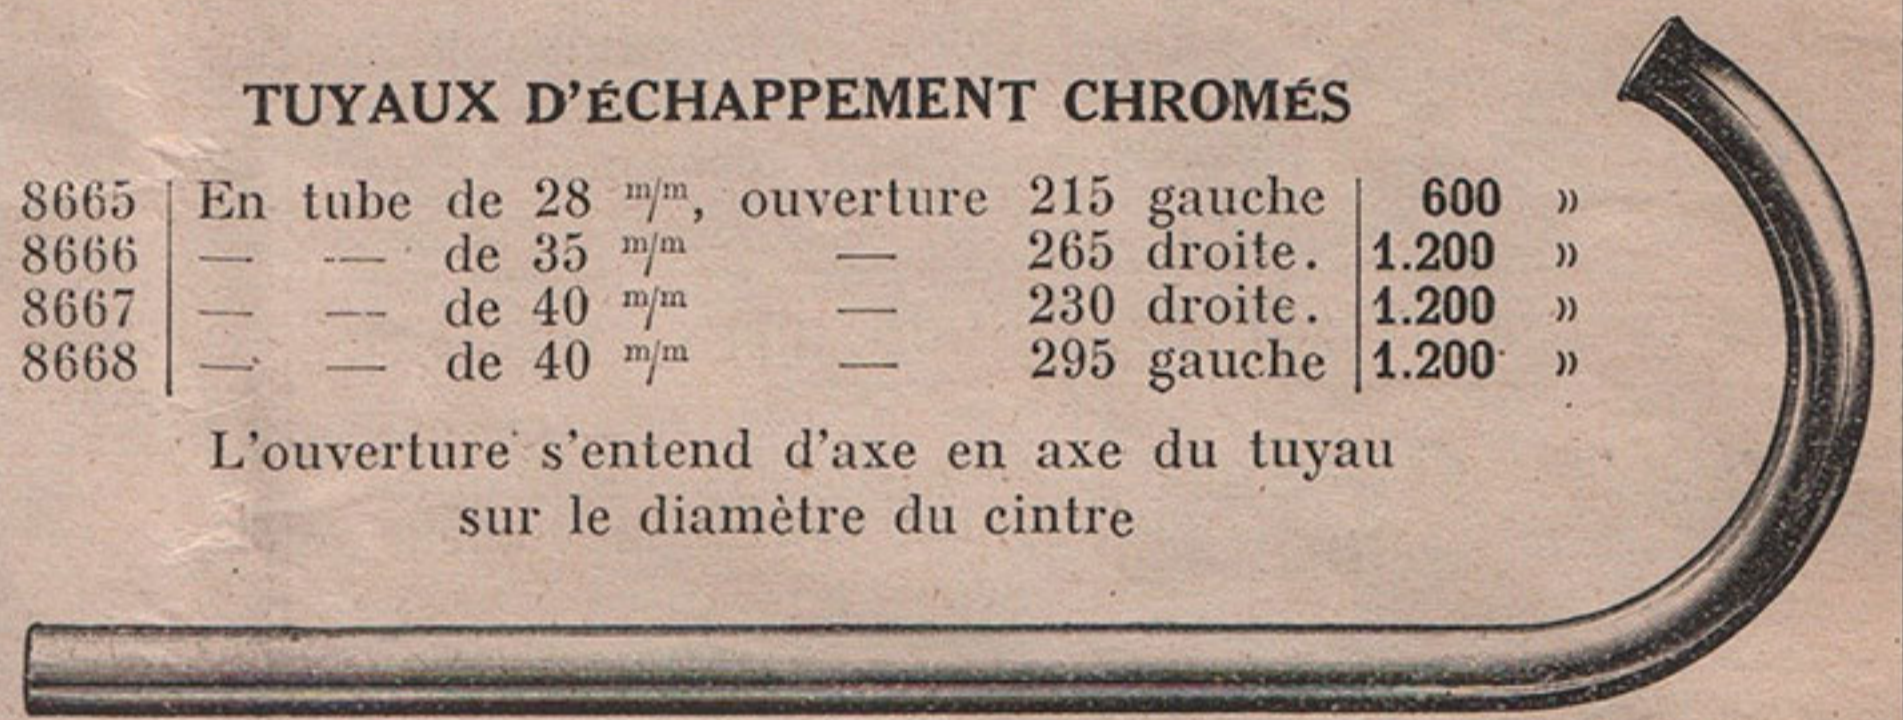 TUYAUX D'ÉCHAPPEMENT CHROMÉS
8665 En tube de 28 m/m, ouverture 215 gauche 600 »
8666 — — de 35 m/m — 265 droite. 1.200 »
8667 — — de 40 m/m — 230 droite. 1.200 »
8668 — — de 40 m/m — 295 gauche 1.200 »
L'ouverture s'entend d'axe en axe du tuyau
sur le diamètre du cintre